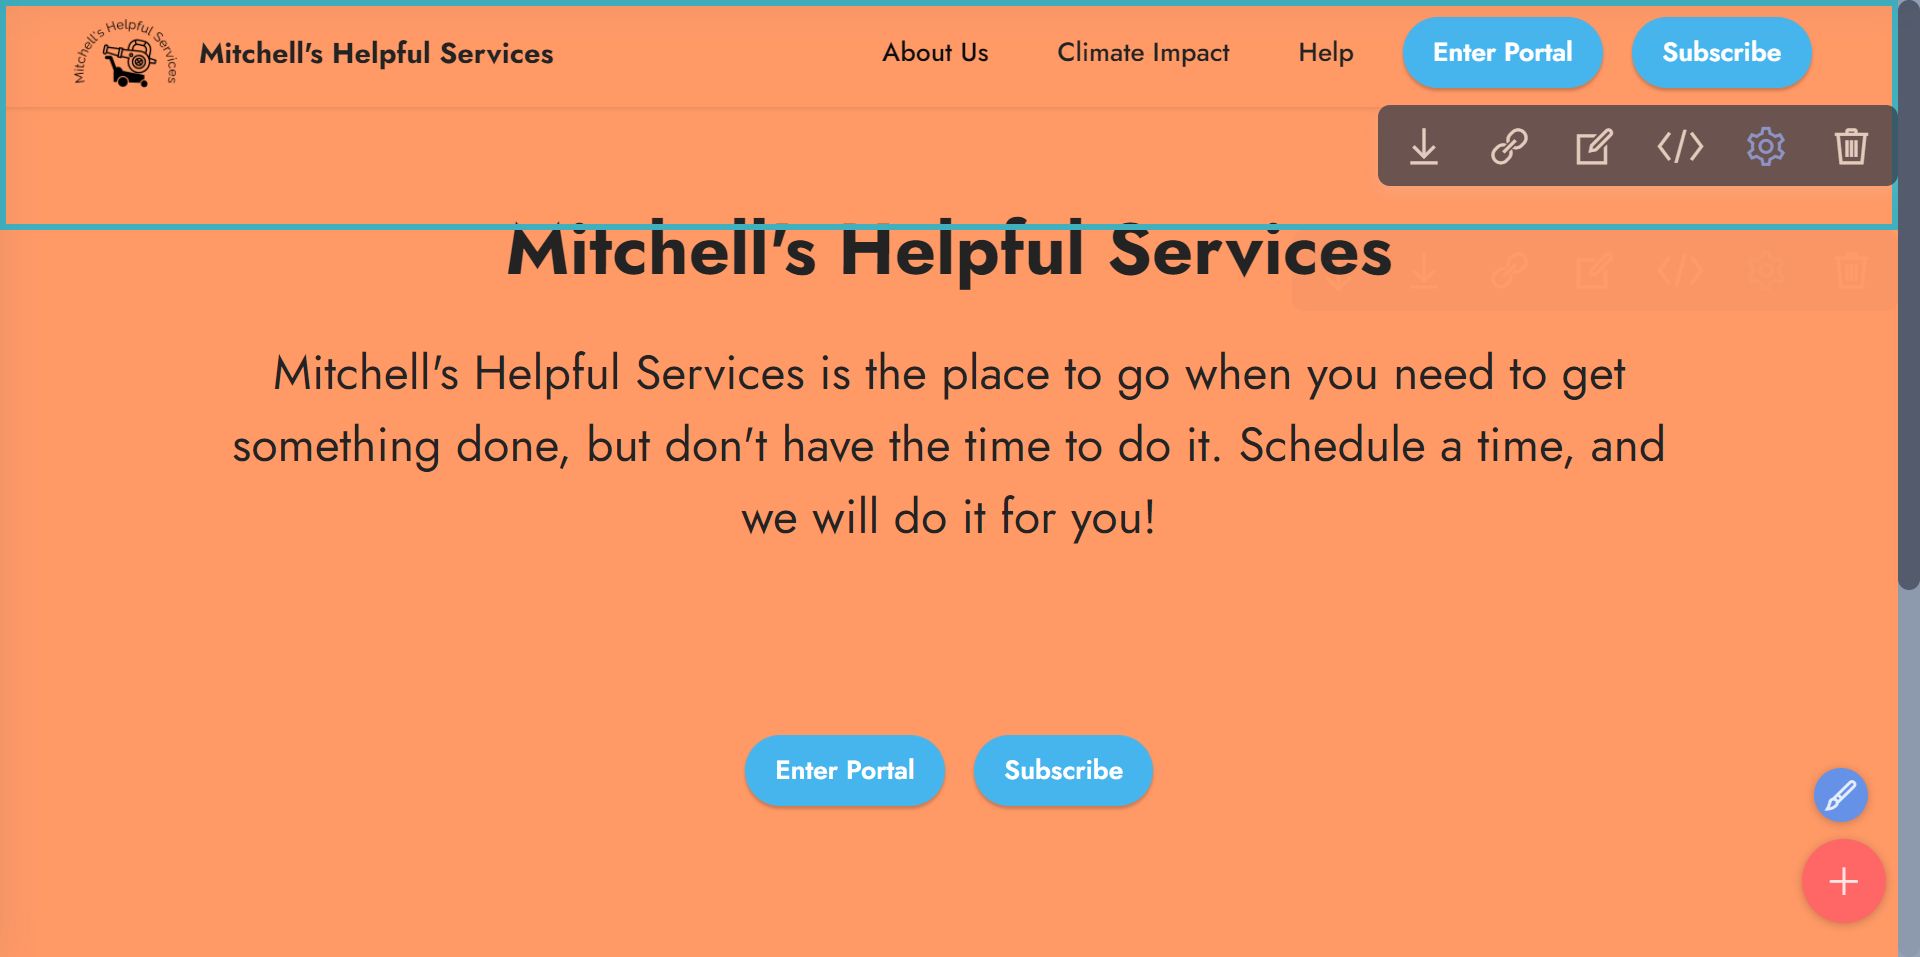 Mitchell's Helpful Services
Mitchell's Helpful Services
About Us
Climate Impact
Help
Enter Portal
Subscribe
Mitchell's Helpful Services
Mitchell's Helpful Services is the place to go when you need to get
something done, but don't have the time to do it. Schedule a time, and
we will do it for you!
Enter Portal
Subscribe